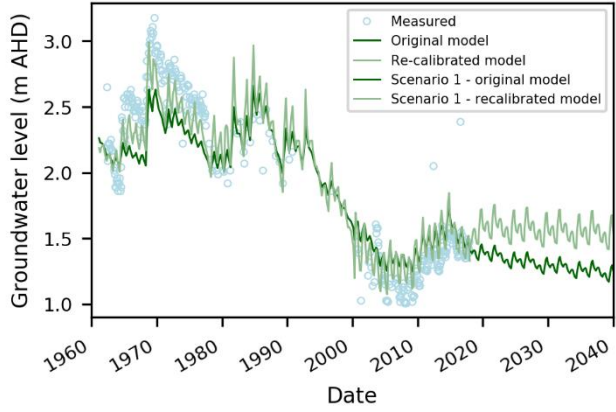 Groundwater level (m AHD)
3.0
2.5
2.0
1.5
1.0
Measured
Original model
Re-calibrated model
Scenario 1 - original model
Scenario 1 - recalibrated model
1960 1970 1980 1990 2000 2010 2020 2030 2040
Date